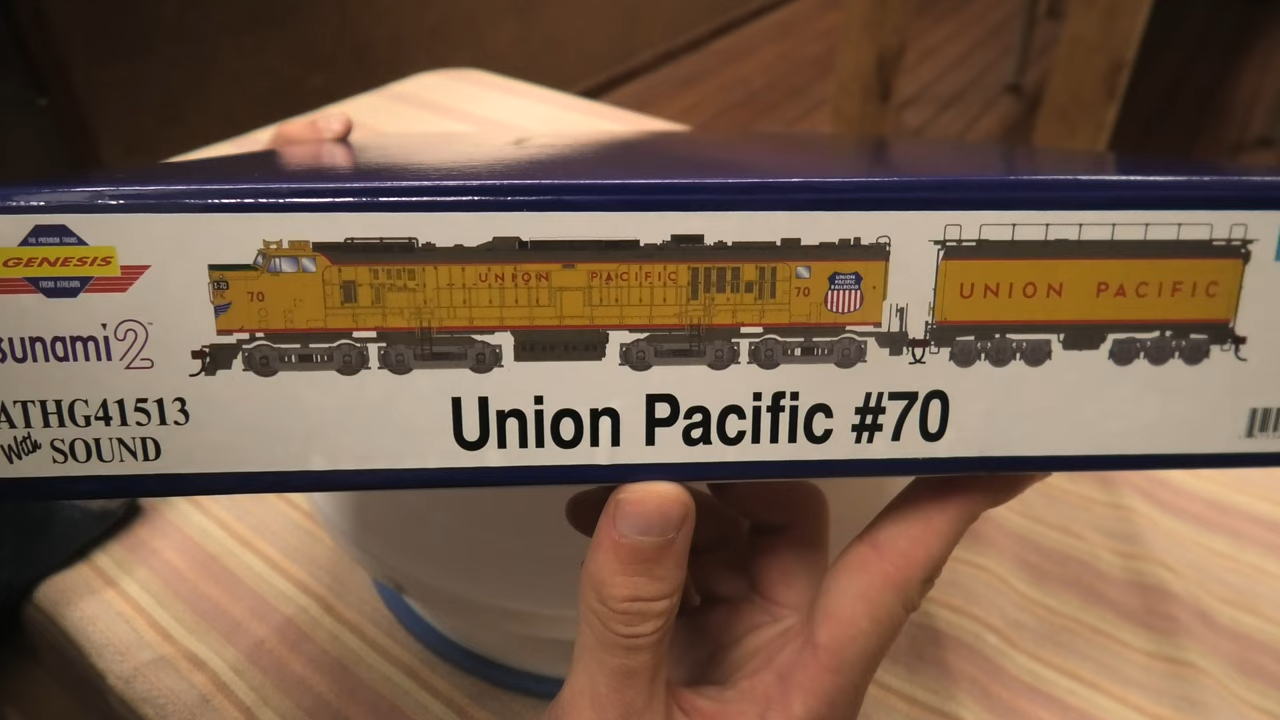 THE PREMIUM TRAINS
GENESIS
FROM ATHEARN
sunami2™
ATHG41513
With SOUND
X-70
70
UNION PACIFIC
70
UNION
PACIFIC
RAILROAD
UNION PACIFIC
Union Pacific #70